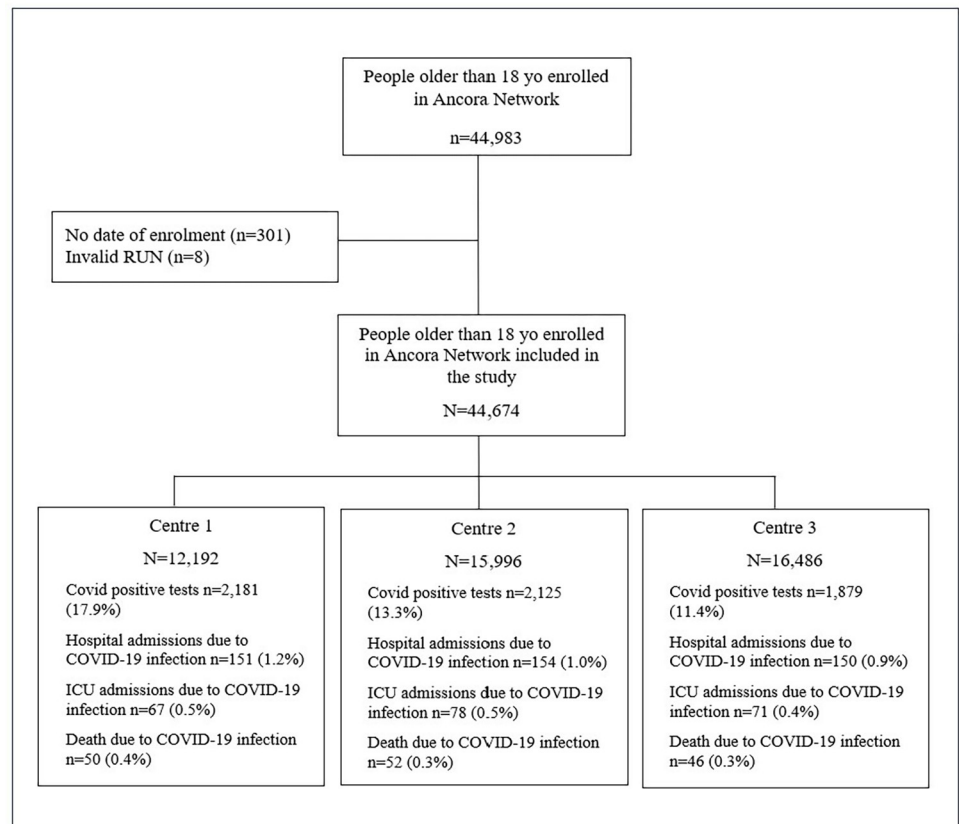 People older than 18 yo enrolled
in Ancora Network
n=44,983
No date of enrolment (n=301)
Invalid RUN (n=8)
People older than 18 yo enrolled
in Ancora Network included in
the study
N=44,674
Centre 1
N=12,192
Covid positive tests n=2,181
(17.9%)
Hospital admissions due to
COVID-19 infection n=151 (1.2%)
ICU admissions due to COVID-19
infection n=67 (0.5%)
Death due to COVID-19 infection
n=50 (0.4%)
Centre 2
N=15,996
Covid positive tests n=2,125
(13.3%)
Hospital admissions due to
COVID-19 infection n=154 (1.0%)
ICU admissions due to COVID-19
infection n=78 (0.5%)
Death due to COVID-19 infection
n=52 (0.3%)
Centre 3
N=16,486
Covid positive tests n=1,879
(11.4%)
Hospital admissions due to
COVID-19 infection n=150 (0.9%)
ICU admissions due to COVID-19
infection n=71 (0.4%)
Death due to COVID-19 infection
n=46 (0.3%)